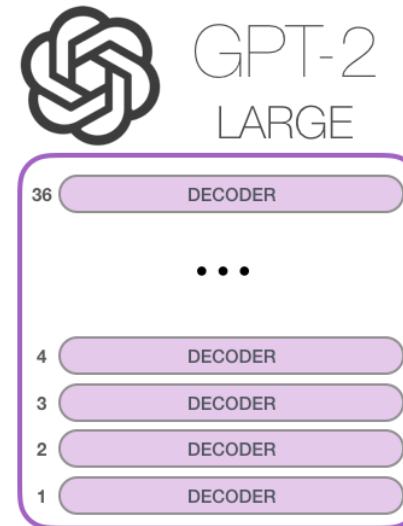 GPT-2
LARGE
36 DECODER
...
4 DECODER
3 DECODER
2 DECODER
1 DECODER